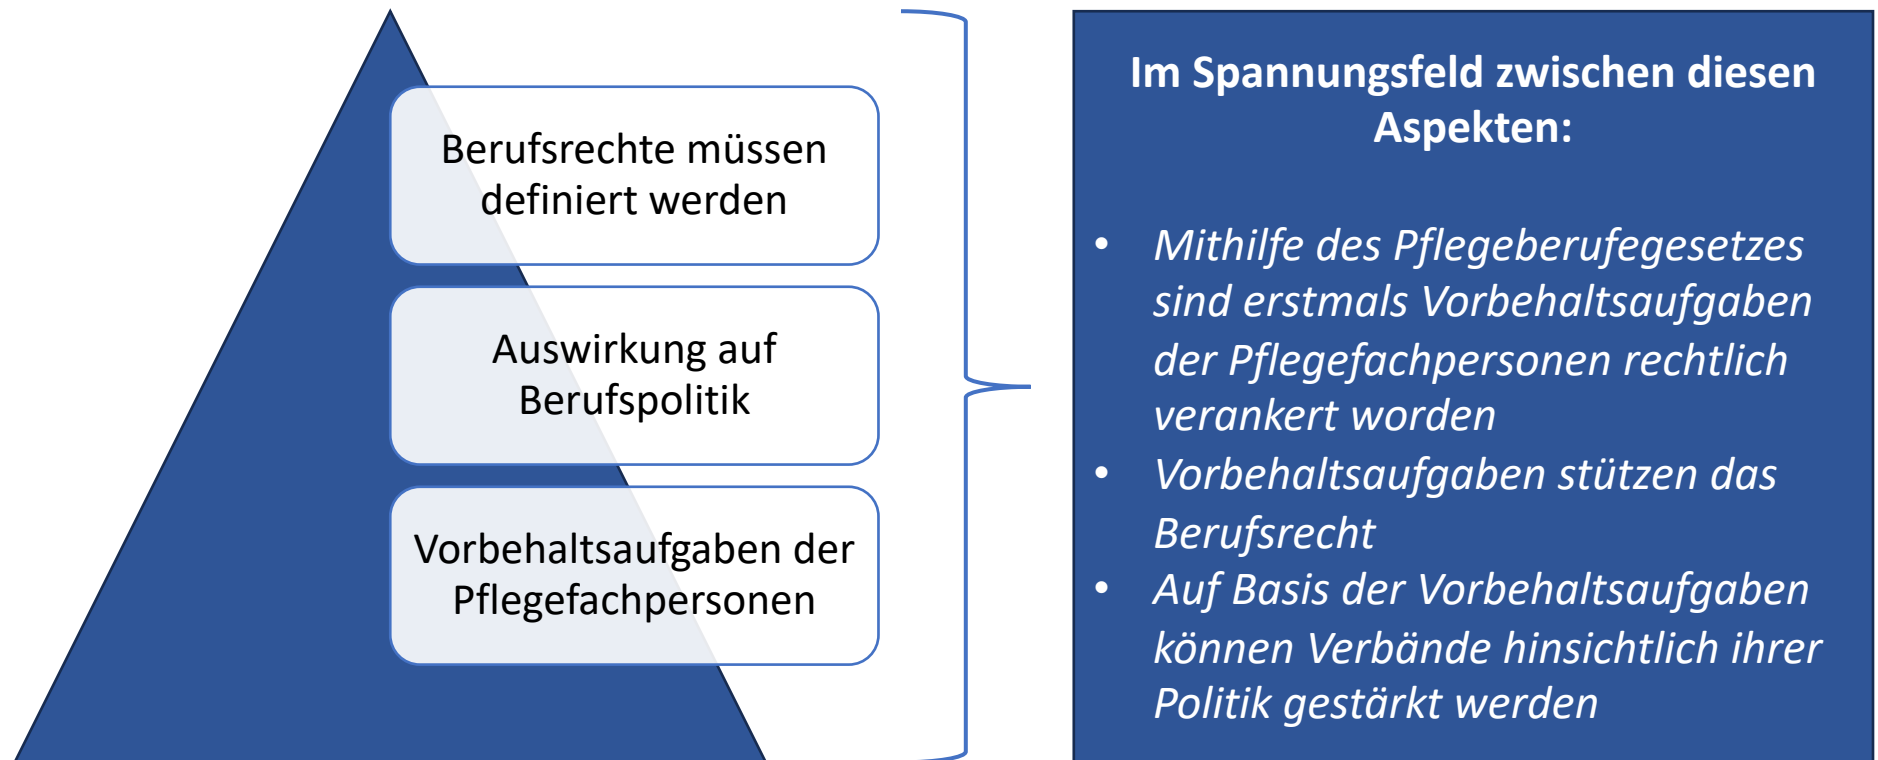 Berufsrechte müssen
definiert werden
Auswirkung auf
Berufspolitik
Vorbehaltsaufgaben der
Pflegefachpersonen
Im Spannungsfeld zwischen diesen
Aspekten:
• Mithilfe des Pflegeberufegesetzes
sind erstmals Vorbehaltsaufgaben
der Pflegefachpersonen rechtlich
verankert worden
• Vorbehaltsaufgaben stützen das
Berufsrecht
• Auf Basis der Vorbehaltsaufgaben
können Verbände hinsichtlich ihrer
Politik gestärkt werden